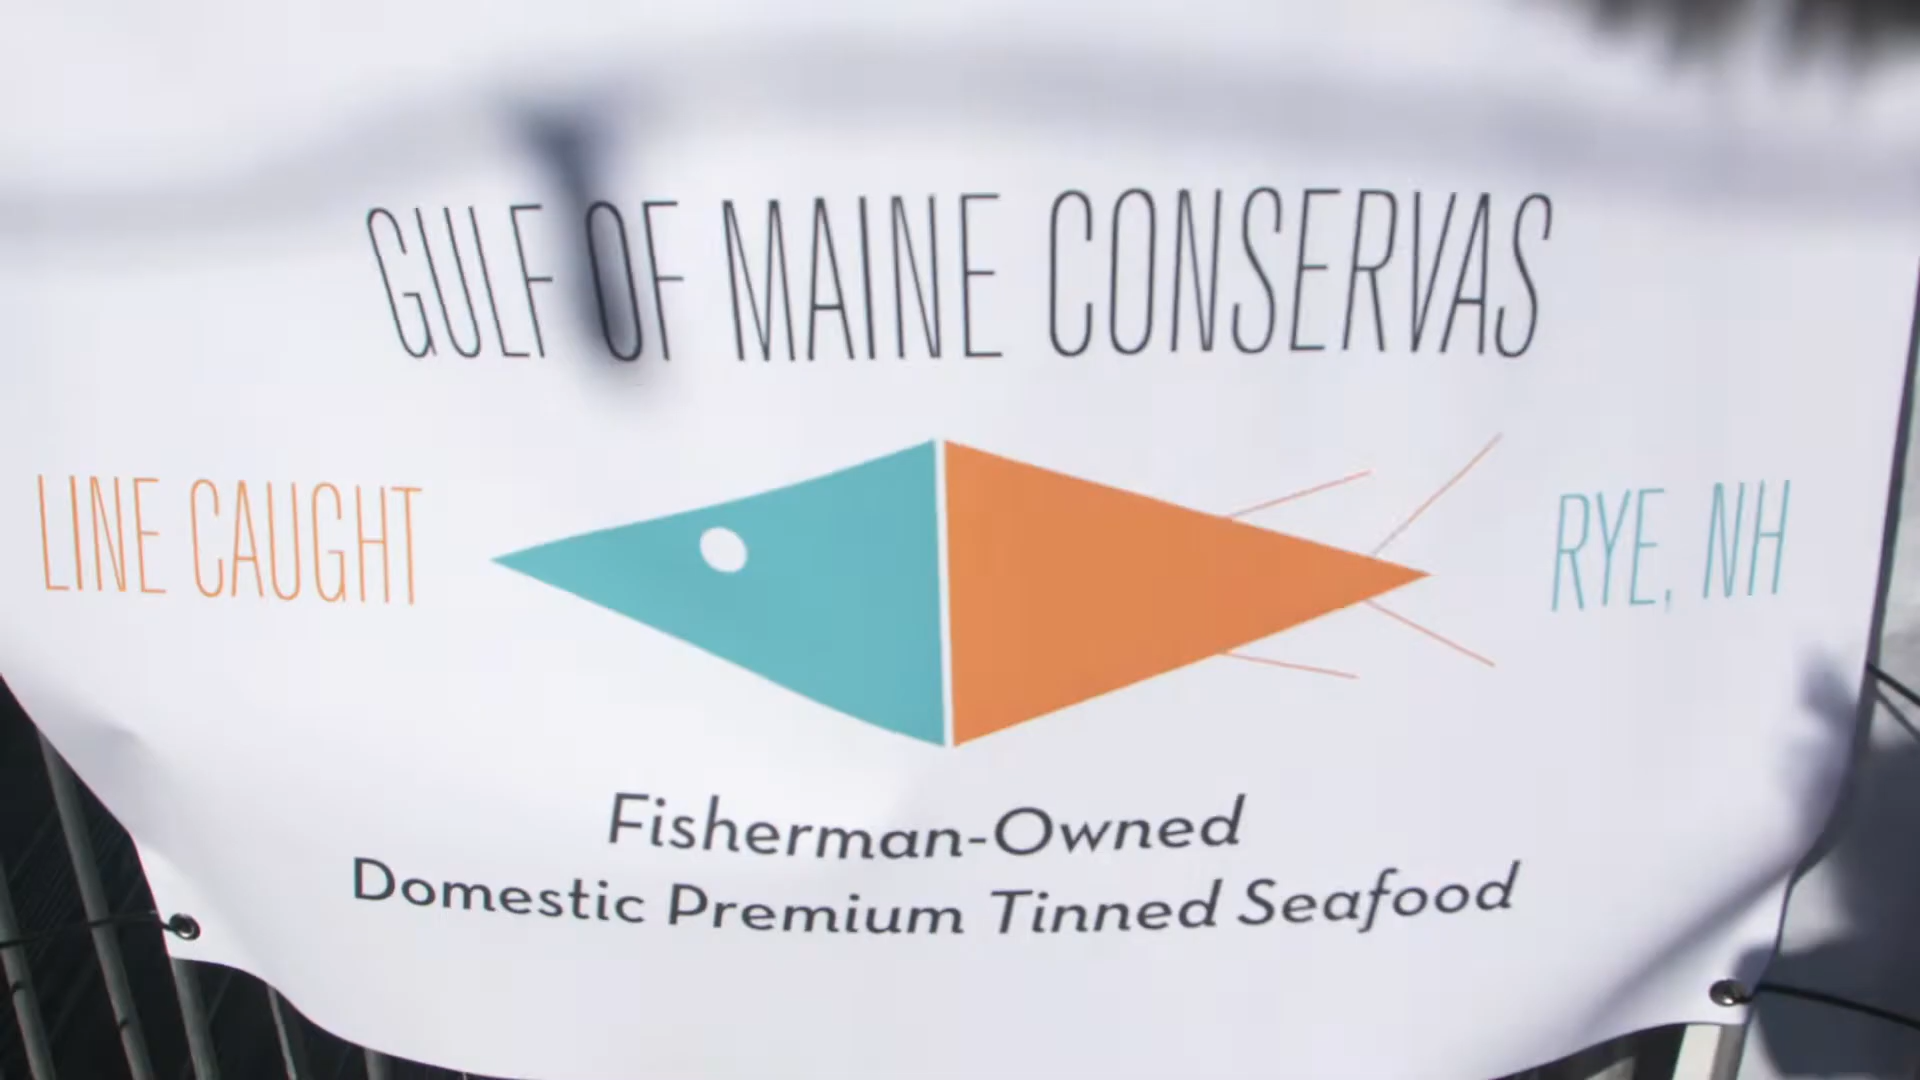 GULF OF MAINE CONSERVAS
LINE CAUGHT
RYE, NH
Fisherman-Owned
Domestic Premium Tinned Seafood